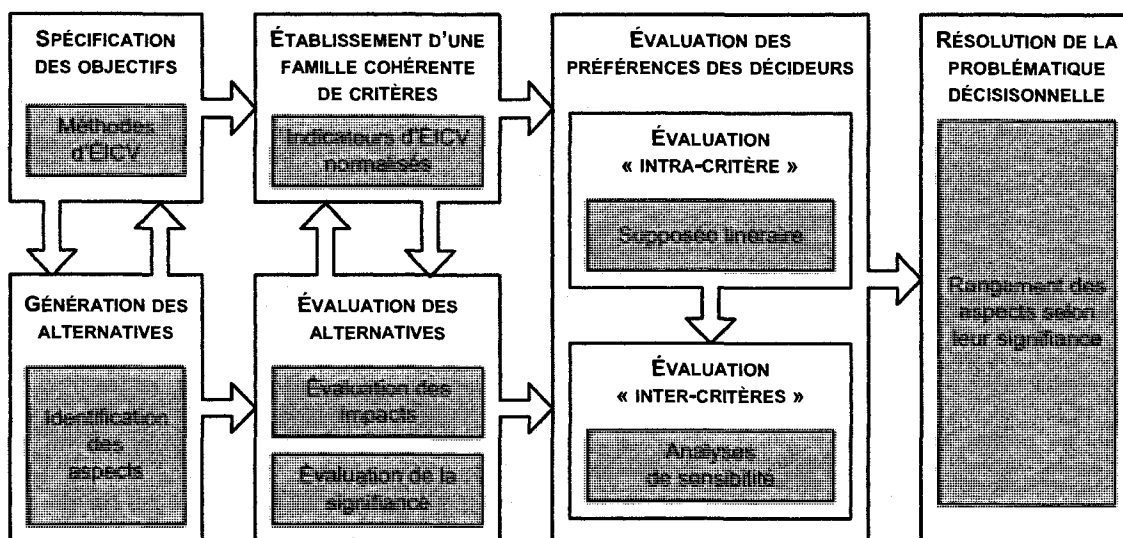 SPÉCIFICATION
DES OBJECTIFS
Méthodes
d'ÉICV
GÉNÉRATION DES
ALTERNATIVES
Identification
des
aspects
ÉTABLISSEMENT D'UNE
FAMILLE COHÉRENTE
DE CRITÈRES
Indicateurs d'ÉICV
normalisés
ÉVALUATION DES
ALTERNATIVES
Évaluation des
impacts
Évaluation de la
signifiance
ÉVALUATION DES
PRÉFÉRENCES DES DÉCIDEURS
ÉVALUATION
« INTRA-CRITÈRE »
Supposée linéraire
ÉVALUATION
« INTER-CRITÈRES »
Analyses
de sensibilité
RÉSOLUTION DE LA
PROBLÉMATIQUE
DÉCISISONNELLE
Rangement des
aspects selon
leur signifiance